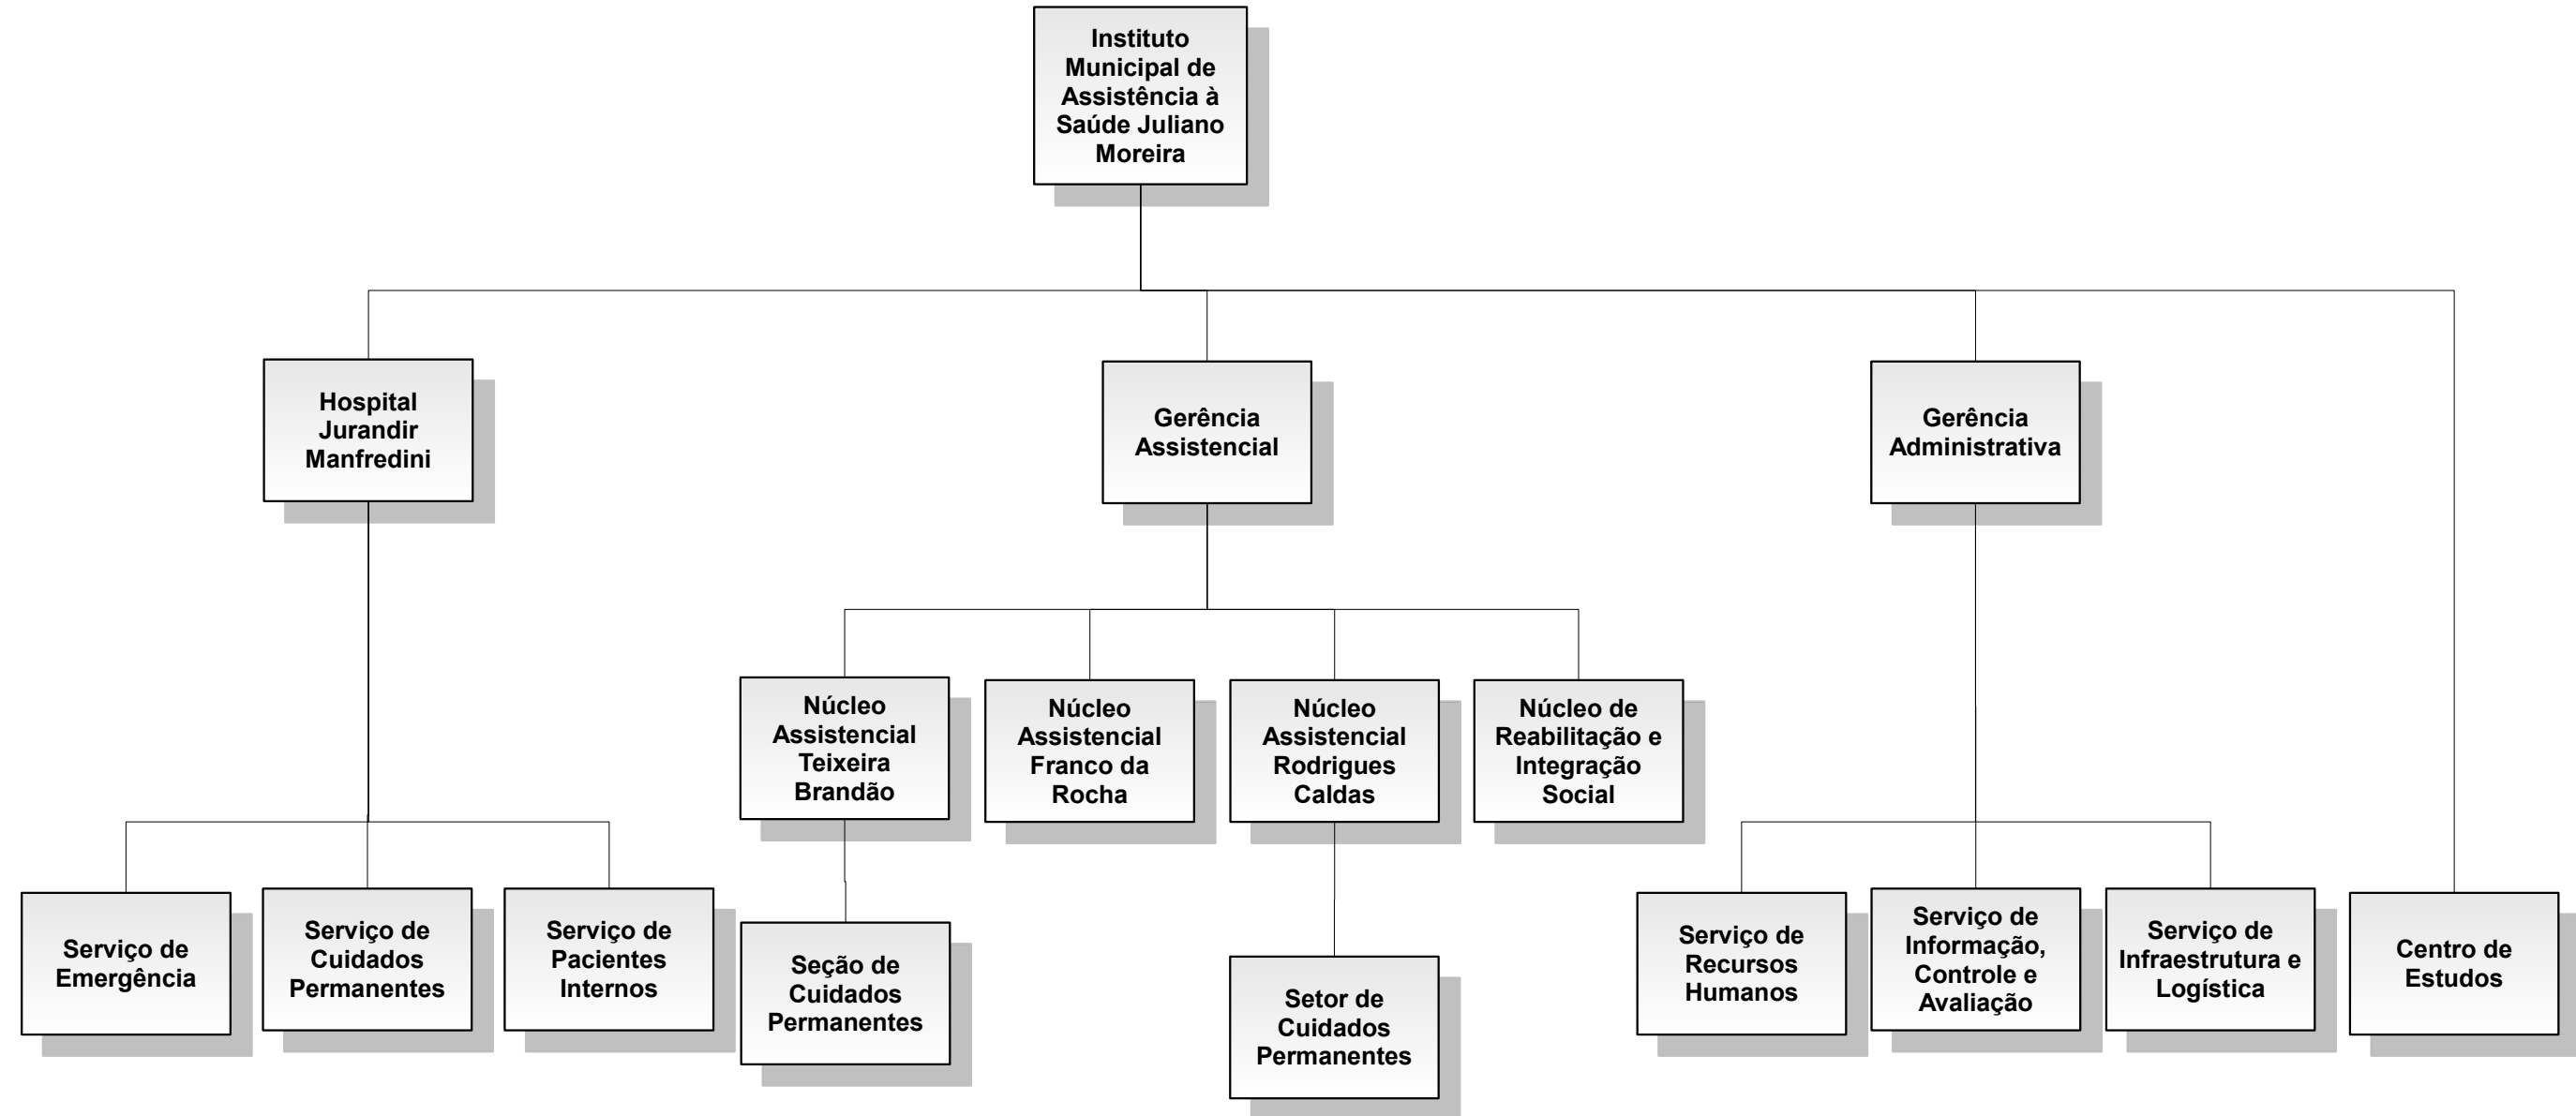 Instituto
Municipal de
Assistência à
Saúde Juliano
Moreira
Hospital
Jurandir
Manfredini
Gerência
Assistencial
Gerência
Administrativa
Núcleo
Assistencial
Teixeira
Brandão
Núcleo
Assistencial
Franco da
Rocha
Núcleo
Assistencial
Rodrigues
Caldas
Núcleo de
Reabilitação e
Integração
Social
Serviço de
Emergência
Serviço de
Cuidados
Permanentes
Serviço de
Pacientes
Internos
Seção de
Cuidados
Permanentes
Setor de
Cuidados
Permanentes
Serviço de
Recursos
Humanos
Serviço de
Informação,
Controle e
Avaliação
Serviço de
Infraestrutura e
Logística
Centro de
Estudos